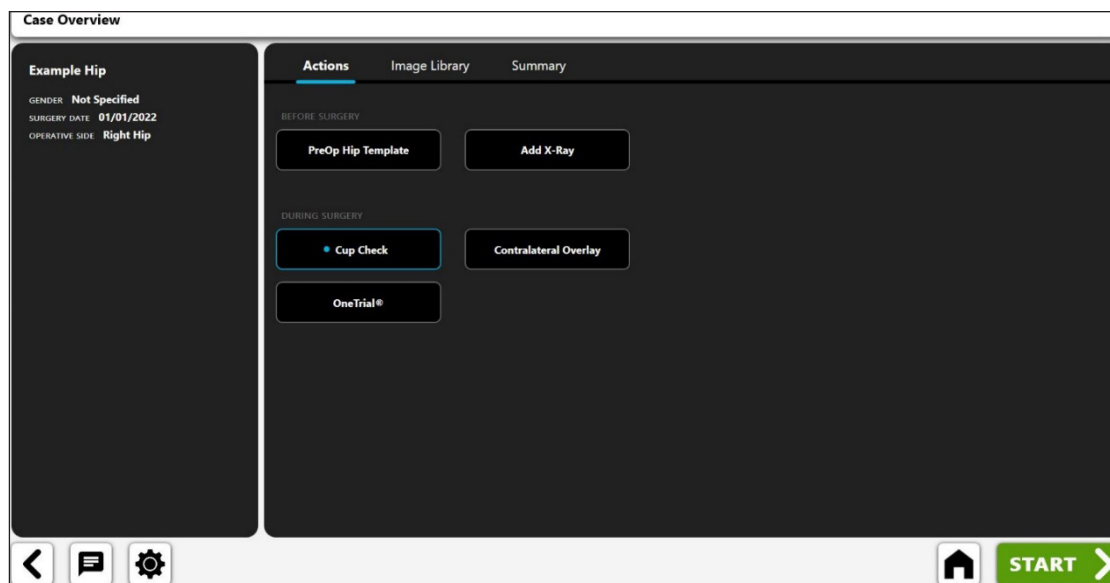 Case Overview
Example Hip
GENDER Not Specified
SURGERY DATE 01/01/2022
OPERATIVE SIDE Right Hip
Actions Image Library Summary
BEFORE SURGERY
PreOp Hip Template Add X-Ray
DURING SURGERY
Cup Check Contralateral Overlay
OneTrial®
START